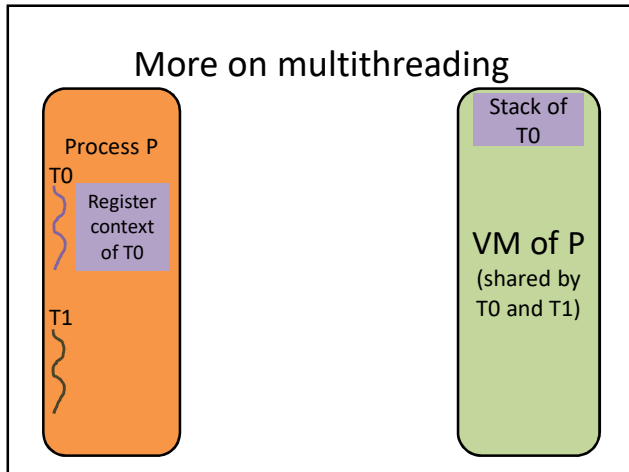 More on multithreading
Process P
T0
Register
context
of T0
T1
Stack of
T0
VM of P
(shared by
T0 and T1)